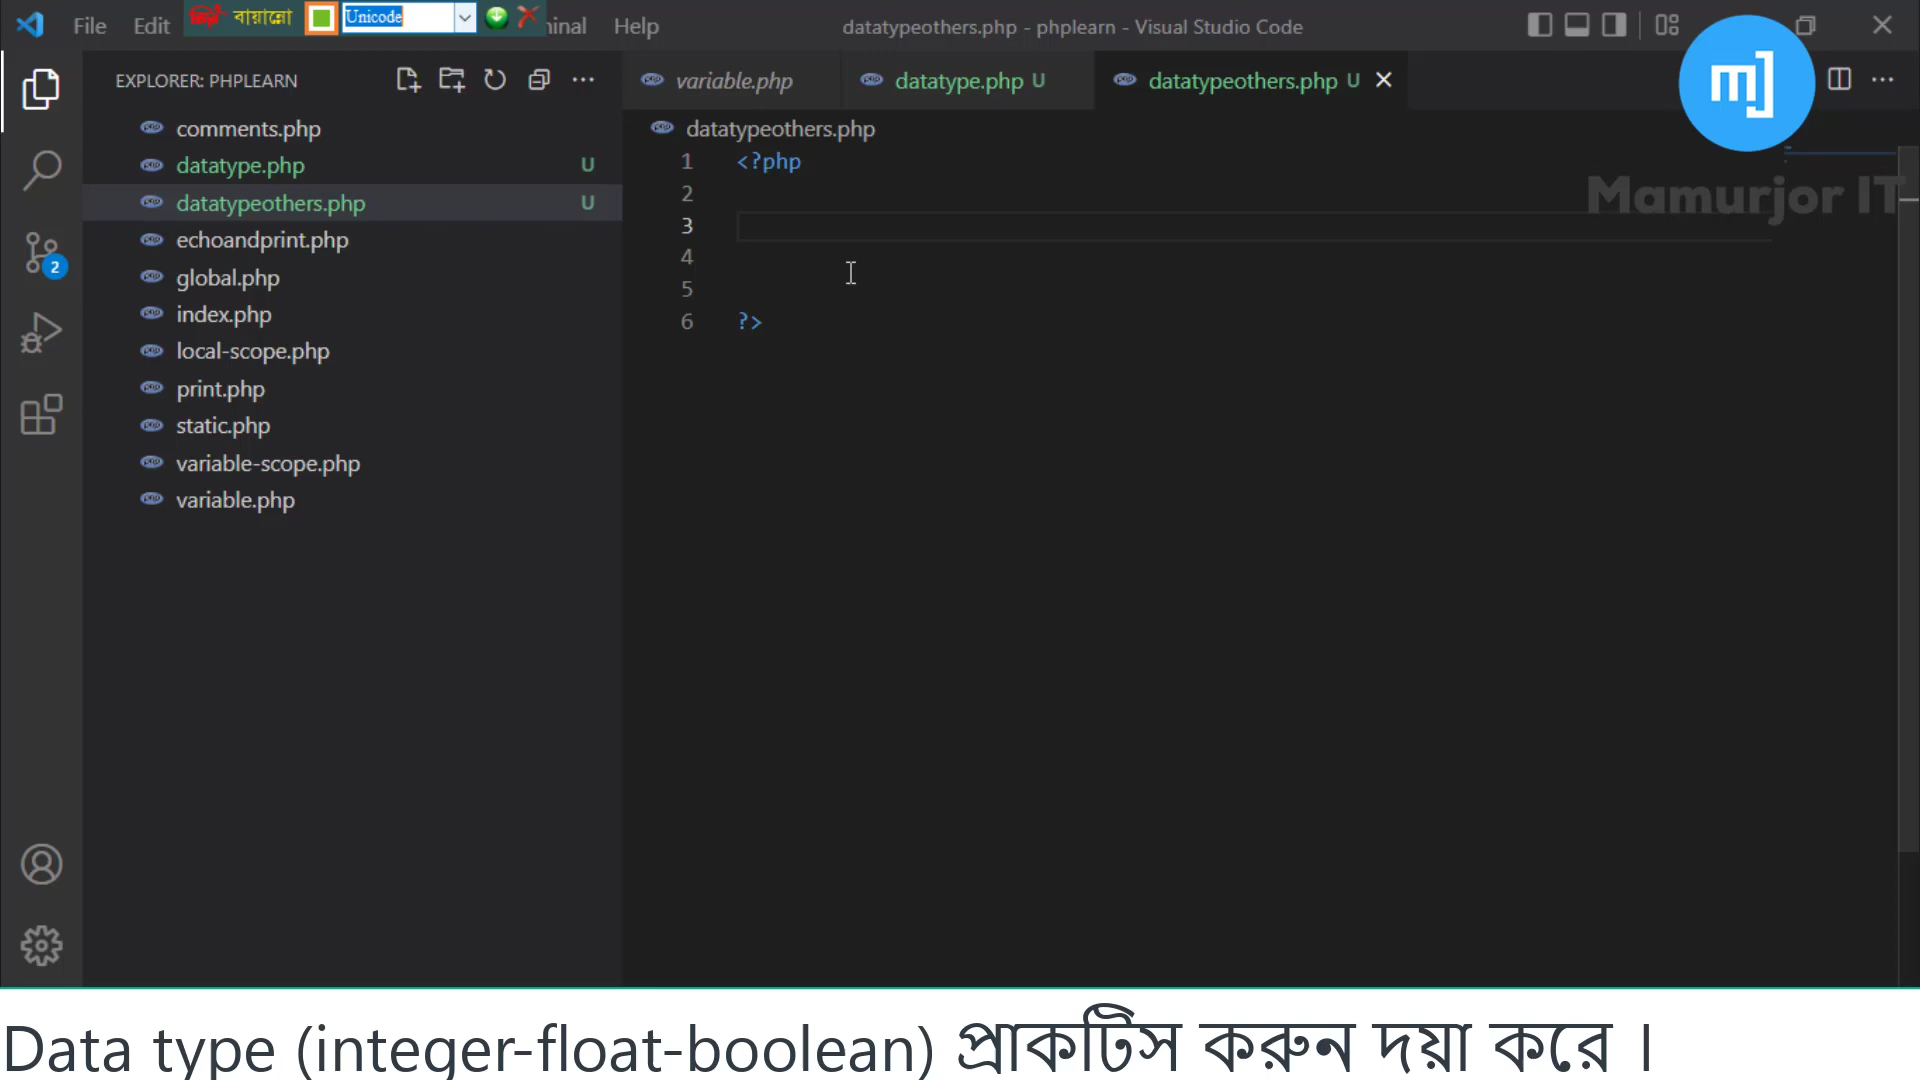 File Edit বায়ান্নো Unicode inal Help datatypeothers.php - phplearn - Visual Studio Code
EXPLORER: PHPLEARN
variable.php datatype.php U datatypeothers.php U
m]
comments.php
datatype.php U
datatypeothers.php U
echoandprint.php
global.php
index.php
local-scope.php
print.php
static.php
variable-scope.php
variable.php
2
datatypeothers.php
1 <?php
2
3
4
5
6 ?>
Mamurjor IT
Data type (integer-float-boolean) প্রাকটিস করুন দয়া করে ।